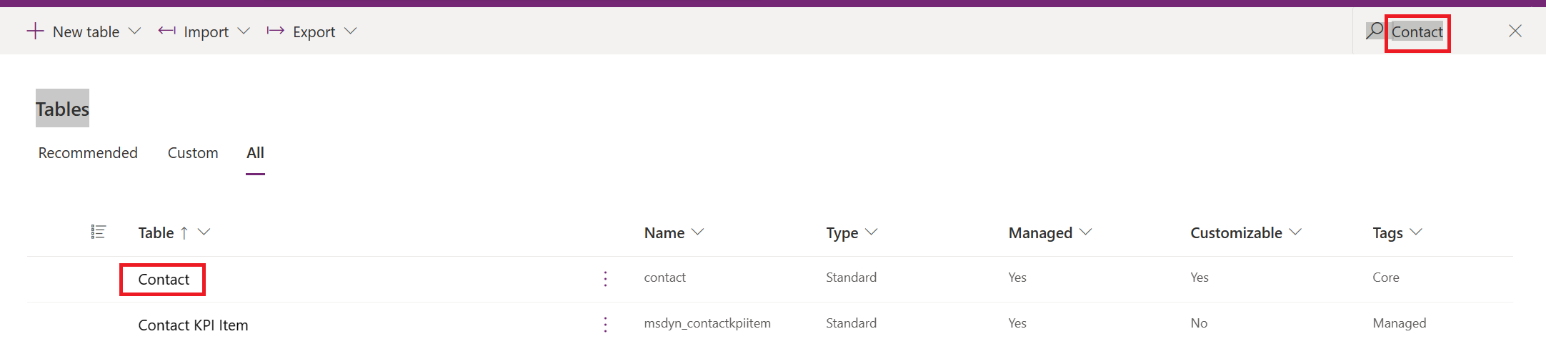 New table Import Export Contact
Tables
Recommended Custom All
Table ↑ Name Type Managed Customizable Tags
Contact contact Standard Yes Yes Core
Contact KPI Item msdyn_contactkpiitem Standard Yes No Managed